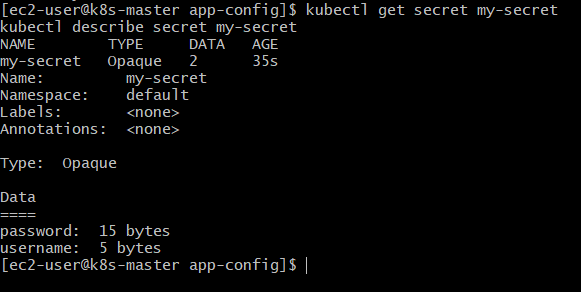 [ec2-user@k8s-master app-config]$ kubectl get secret my-secret
kubectl describe secret my-secret
NAME        TYPE     DATA   AGE
my-secret   Opaque   2      35s
Name:         my-secret
Namespace:    default
Labels:       <none>
Annotations:  <none>
Type:  Opaque
Data
====
password:  15 bytes
username:  5 bytes
[ec2-user@k8s-master app-config]$